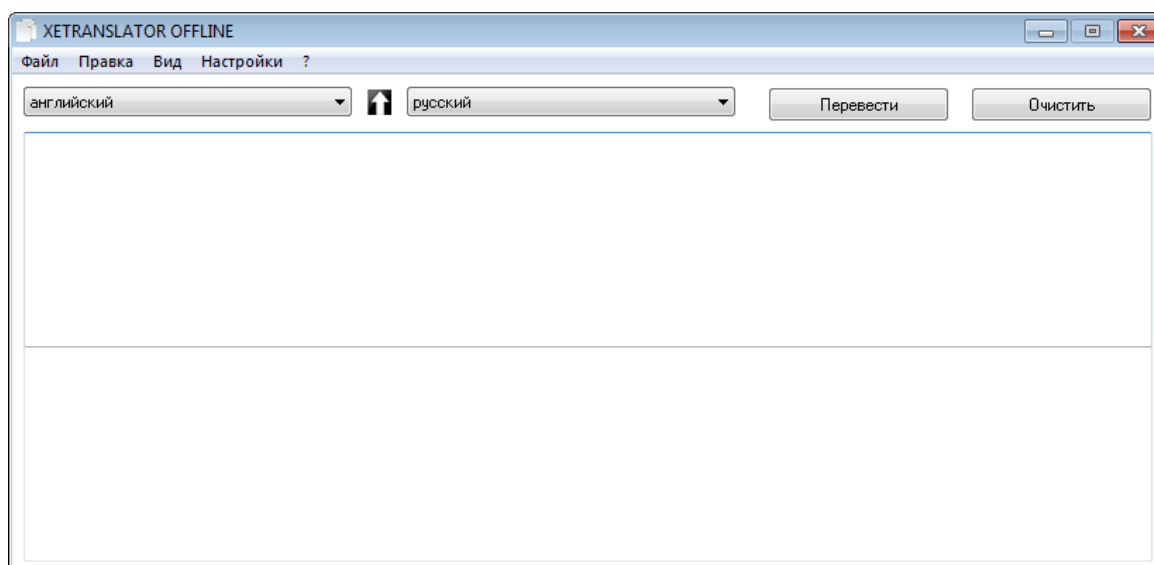 XETRANSLATOR OFFLINE
Файл Правка Вид Настройки ?
английский русский Перевести Очистить